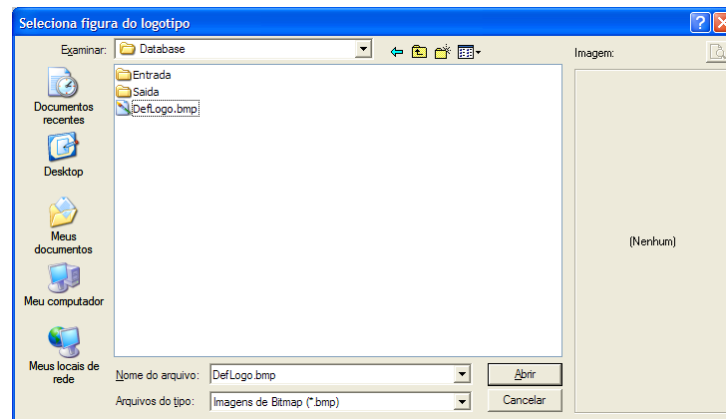 Seleciona figura do logotipo
Examinar: Database
Imagem:
Entrada
Saida
DefLogo.bmp
Documentos
recentes
Desktop
Meus
documentos
Meu computador
Meus locais de
rede
(Nenhum)
Nome do arquivo: DefLogo.bmp Abrir
Arquivos do tipo: Imagens de Bitmap (*.bmp) Cancelar